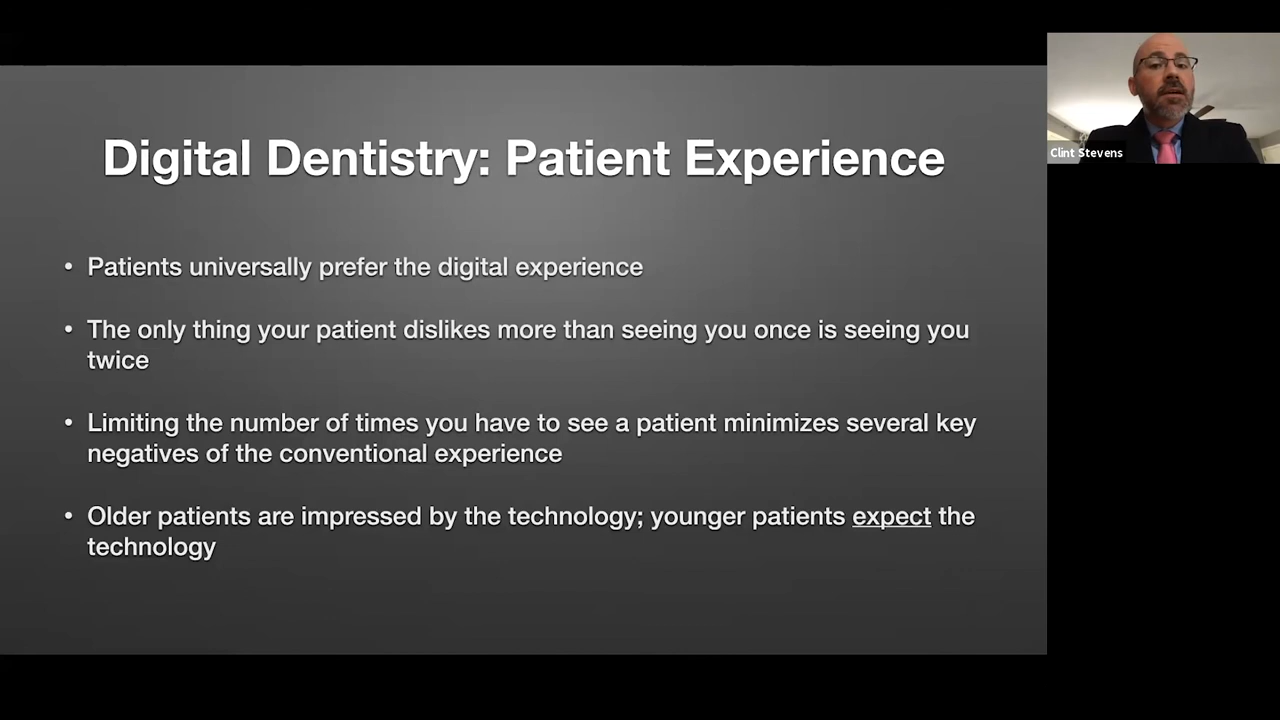 Digital Dentistry: Patient Experience
• Patients universally prefer the digital experience
• The only thing your patient dislikes more than seeing you once is seeing you
twice
• Limiting the number of times you have to see a patient minimizes several key
negatives of the conventional experience
• Older patients are impressed by the technology; younger patients expect the
technology
Clint Stevens